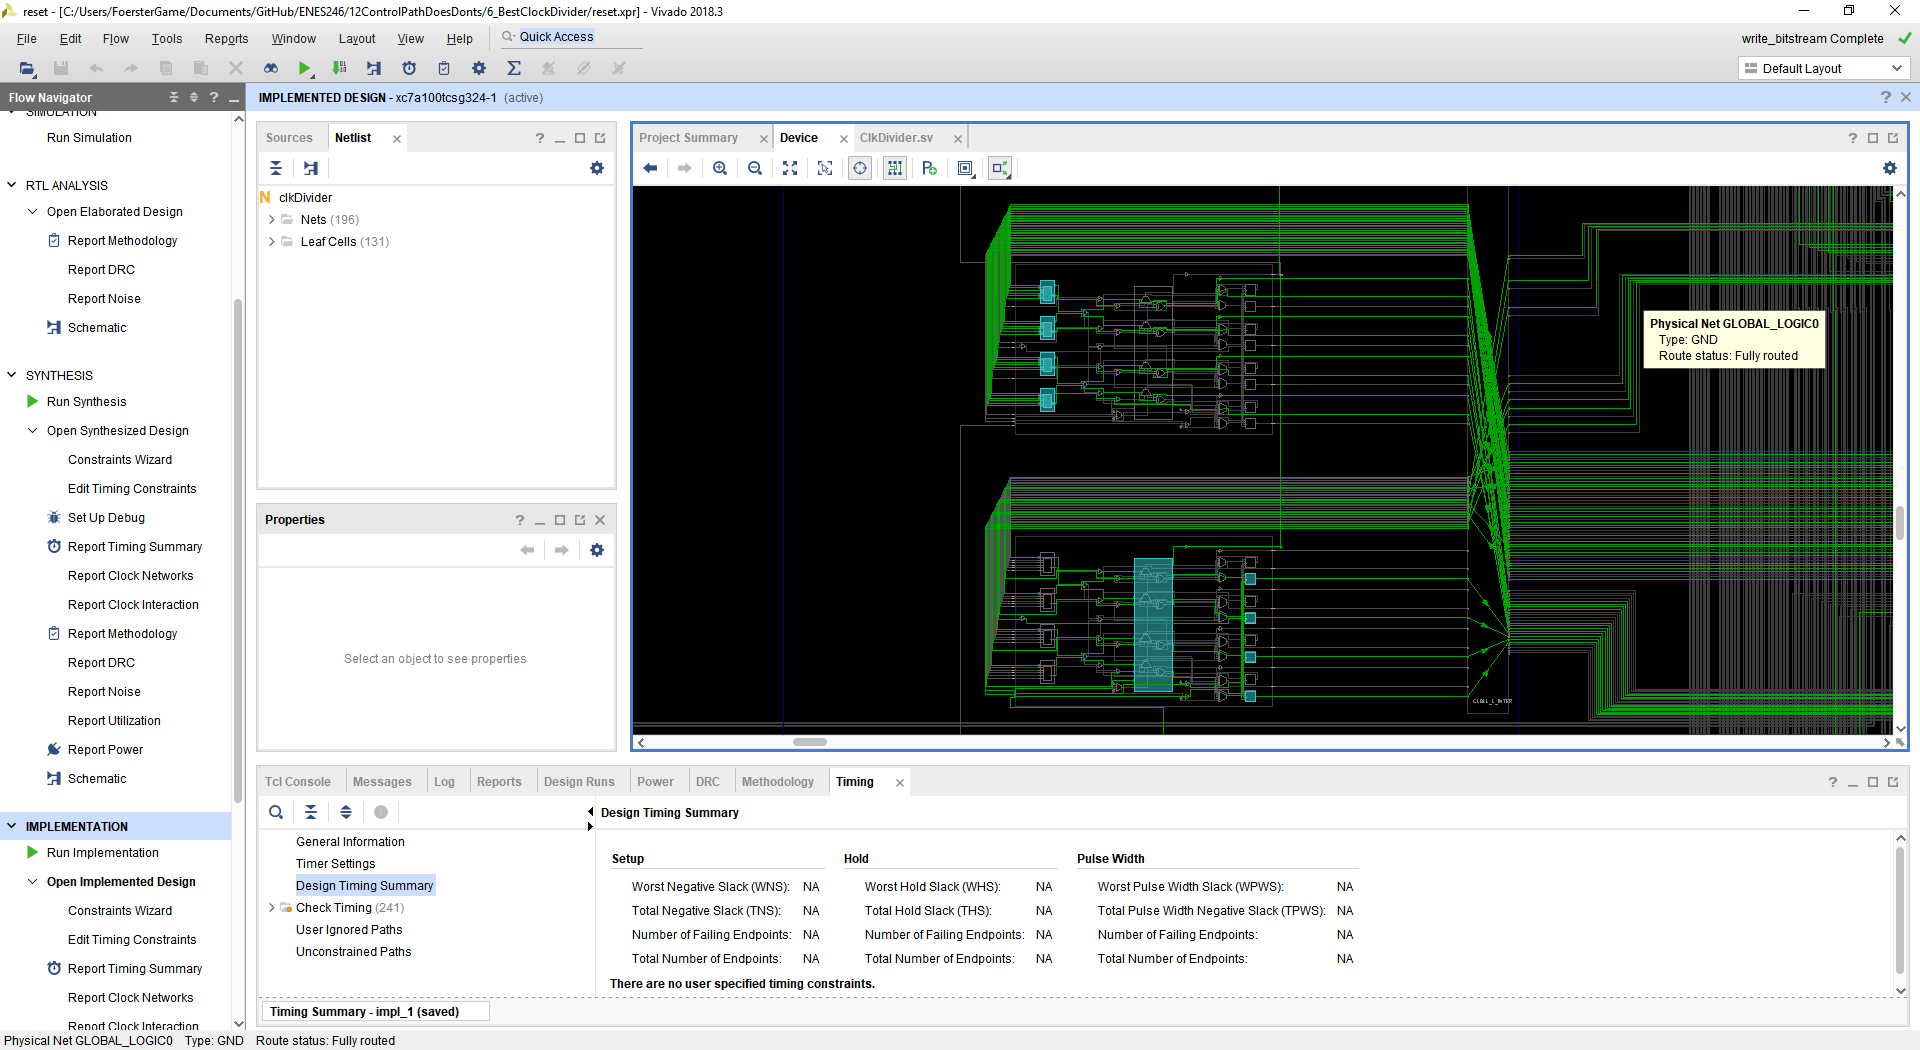 reset - [C:/Users/FoersterGame/Documents/GitHub/ENES246/12ControlPathDoesDonts/6_BestClockDivider/reset.xpr] - Vivado 2018.3
File Edit Flow Tools Reports Window Layout View Help Quick Access
write_bitstream Complete
Default Layout
Flow Navigator
IMPLEMENTED DESIGN - xc7a100tcsg324-1 (active)
SIMULATION
Run Simulation
RTL ANALYSIS
Open Elaborated Design
Report Methodology
Report DRC
Report Noise
Schematic
SYNTHESIS
Run Synthesis
Open Synthesized Design
Constraints Wizard
Edit Timing Constraints
Set Up Debug
Report Timing Summary
Report Clock Networks
Report Clock Interaction
Report Methodology
Report DRC
Report Noise
Report Utilization
Report Power
Schematic
IMPLEMENTATION
Run Implementation
Open Implemented Design
Constraints Wizard
Edit Timing Constraints
Report Timing Summary
Report Clock Networks
Report Clock Interaction
Sources Netlist
clkDivider
Nets (196)
Leaf Cells (131)
Properties
Select an object to see properties
Project Summary Device ClkDivider.sv
Physical Net GLOBAL_LOGIC0
Type: GND
Route status: Fully routed
CLBLL_L_INTER
Tcl Console Messages Log Reports Design Runs Power DRC Methodology Timing
General Information
Timer Settings
Design Timing Summary
Check Timing (241)
User Ignored Paths
Unconstrained Paths
Design Timing Summary
Setup Hold Pulse Width
Worst Negative Slack (WNS): NA Worst Hold Slack (WHS): NA Worst Pulse Width Slack (WPWS): NA
Total Negative Slack (TNS): NA Total Hold Slack (THS): NA Total Pulse Width Negative Slack (TPWS): NA
Number of Failing Endpoints: NA Number of Failing Endpoints: NA Number of Failing Endpoints: NA
Total Number of Endpoints: NA Total Number of Endpoints: NA Total Number of Endpoints: NA
There are no user specified timing constraints.
Timing Summary - impl_1 (saved)
Physical Net GLOBAL_LOGIC0 Type: GND Route status: Fully routed